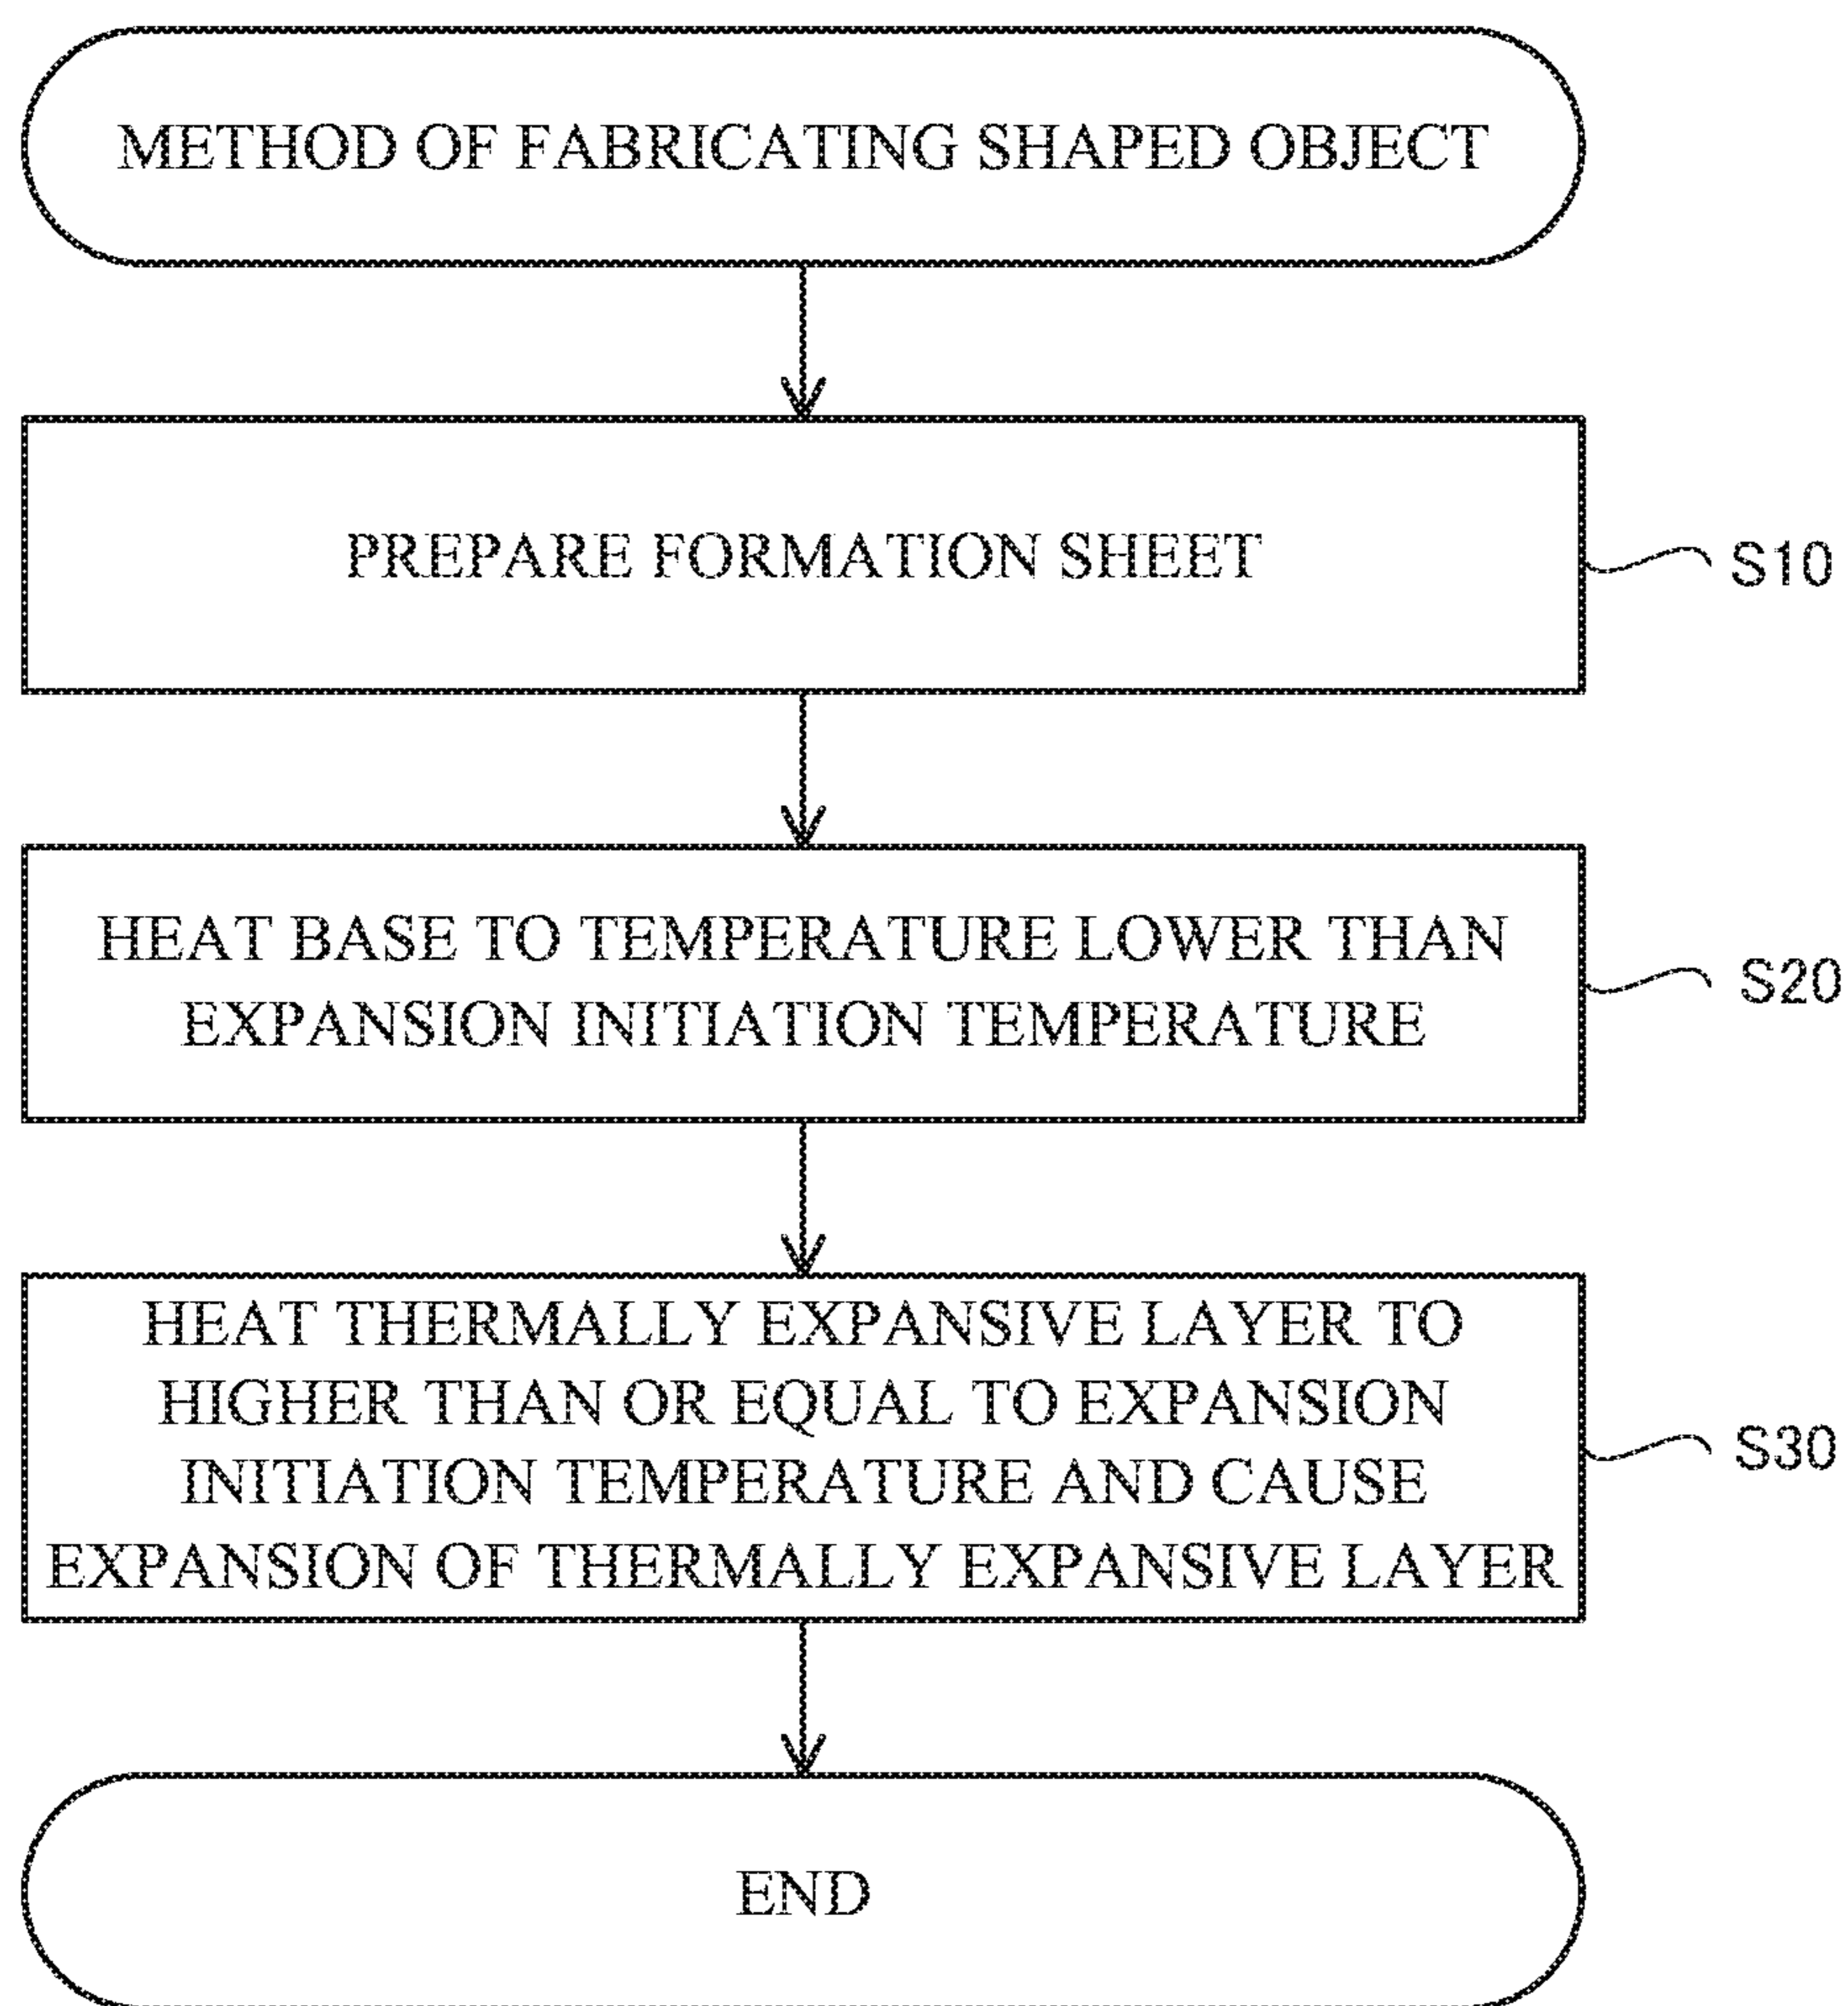 METHOD OF FABRICATING SHAPED OBJECT
PREPARE FORMATION SHEET
S10
HEAT BASE TO TEMPERATURE LOWER THAN
EXPANSION INITIATION TEMPERATURE
S20
HEAT THERMALLY EXPANSIVE LAYER TO
HIGHER THAN OR EQUAL TO EXPANSION
INITIATION TEMPERATURE AND CAUSE
EXPANSION OF THERMALLY EXPANSIVE LAYER
S30
END